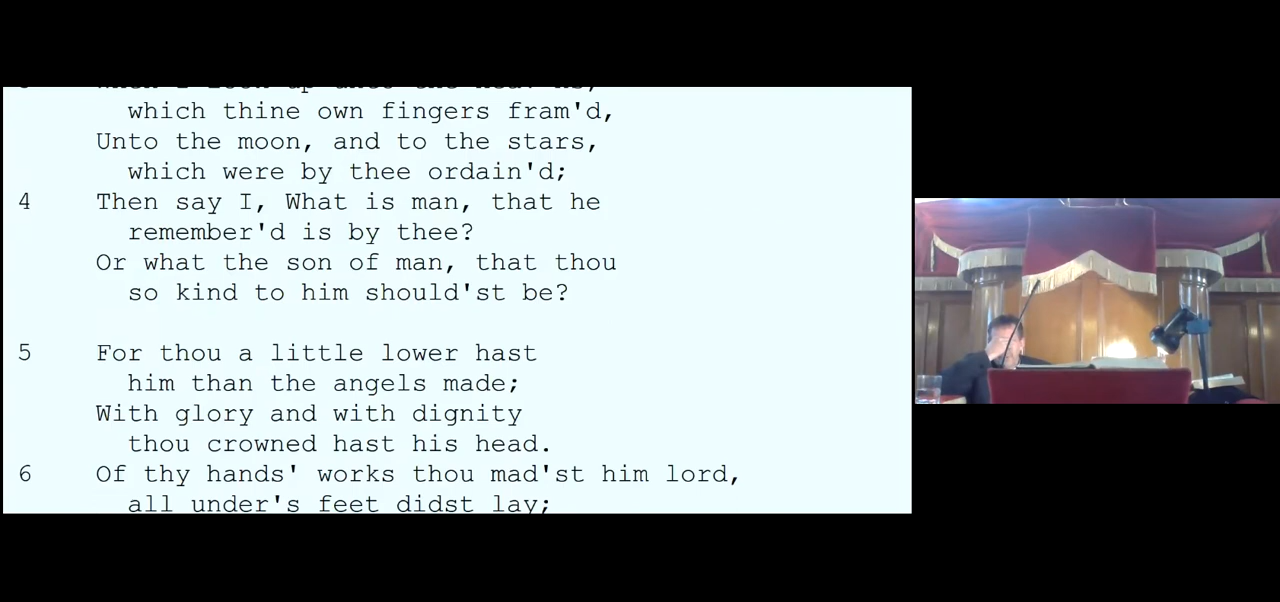 which thine own fingers fram'd,
Unto the moon, and to the stars,
which were by thee ordain'd;
4 Then say I, What is man, that he
remember'd is by thee?
Or what the son of man, that thou
so kind to him should'st be?
5 For thou a little lower hast
him than the angels made;
With glory and with dignity
thou crowned hast his head.
6 Of thy hands' works thou mad'st him lord,
all under's feet didst lay;